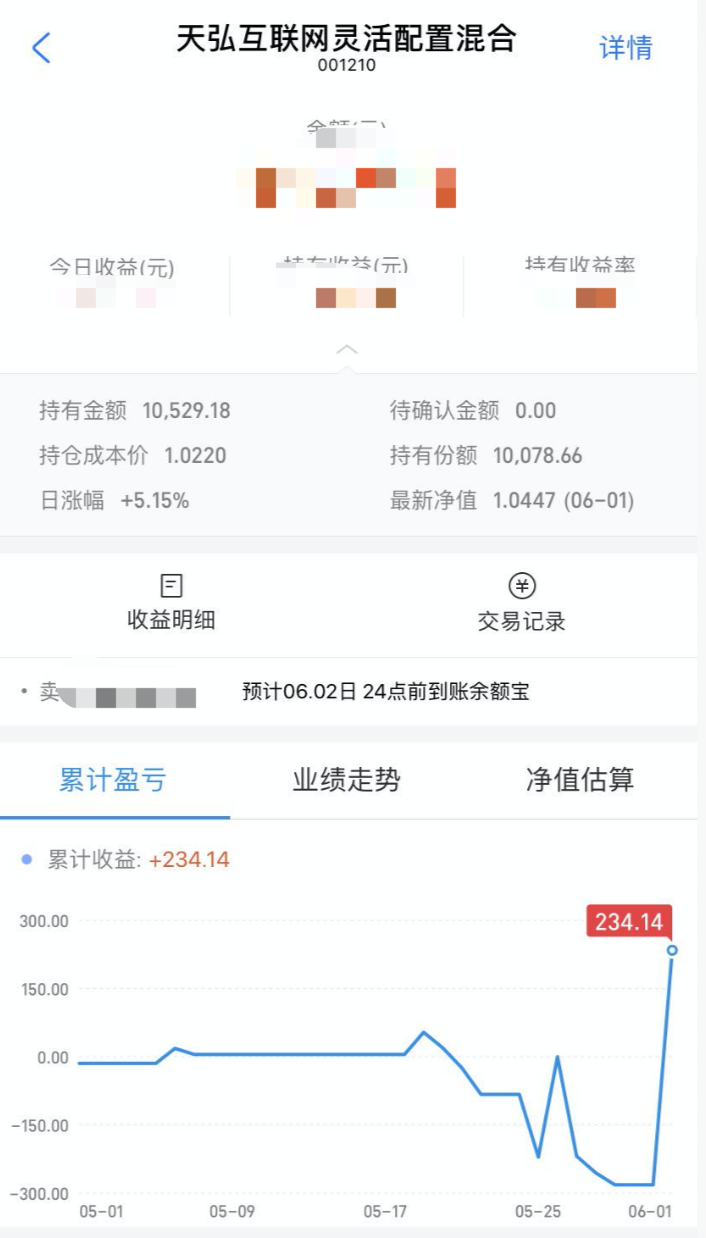 天弘互联网灵活配置混合
详情
001210
金额(元)
今日收益(元) 持有收益(元) 持有收益率
持有金额 10,529.18 待确认金额 0.00
持仓成本价 1.0220 持有份额 10,078.66
日涨幅 +5.15% 最新净值 1.0447 (06-01)
收益明细 交易记录
• 卖 预计06.02日 24点前到账余额宝
累计盈亏 业绩走势 净值估算
累计收益: +234.14
234.14
300.00
150.00
0.00
-150.00
-300.00
05-01 05-09 05-17 05-25 06-01